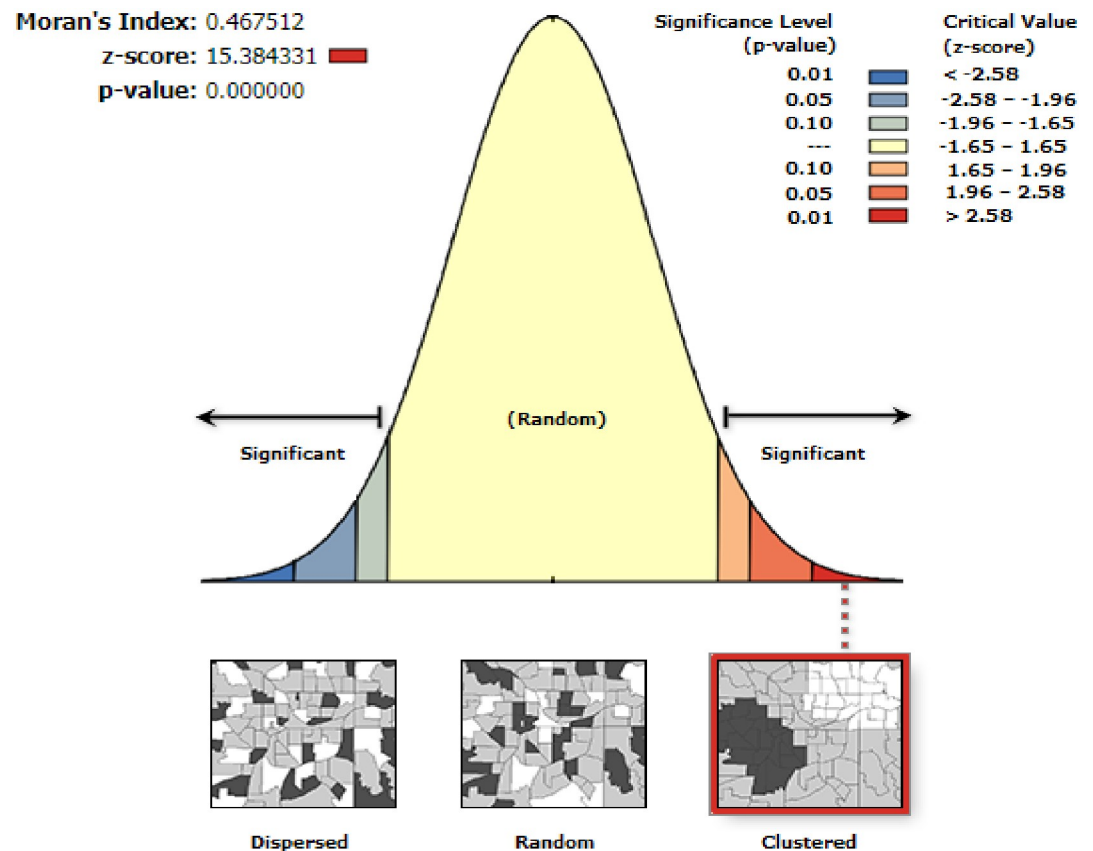 Moran's Index: 0.467512
z-score: 15.384331
p-value: 0.000000
Significance Level
(p-value)
Critical Value
(z-score)
0.01 < -2.58
0.05 -2.58 – -1.96
0.10 -1.96 – -1.65
--- -1.65 – 1.65
0.10 1.65 – 1.96
0.05 1.96 – 2.58
0.01 > 2.58
(Random)
Significant
Significant
Dispersed
Random
Clustered